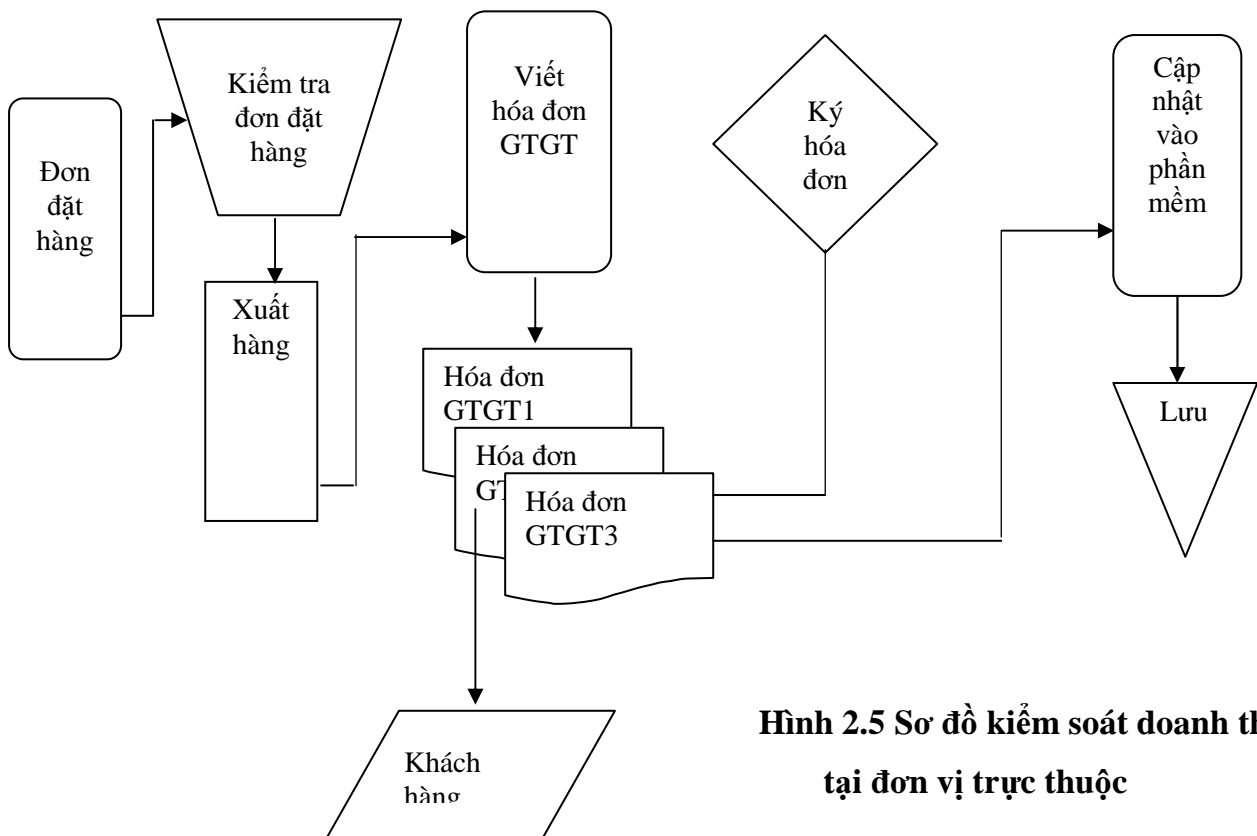 Đơn
đặt
hàng
Kiểm tra
đơn đặt
hàng
Xuất
hàng
Viết
hóa đơn
GTGT
Hóa đơn
GTGT1
Hóa đơn
Hóa đơn
GTGT3
Khách
hàng
Ký
hóa
đơn
Cập
nhật
vào
phần
mềm
Lưu
Hình 2.5 Sơ đồ kiểm soát doanh
tại đơn vị trực thuộc